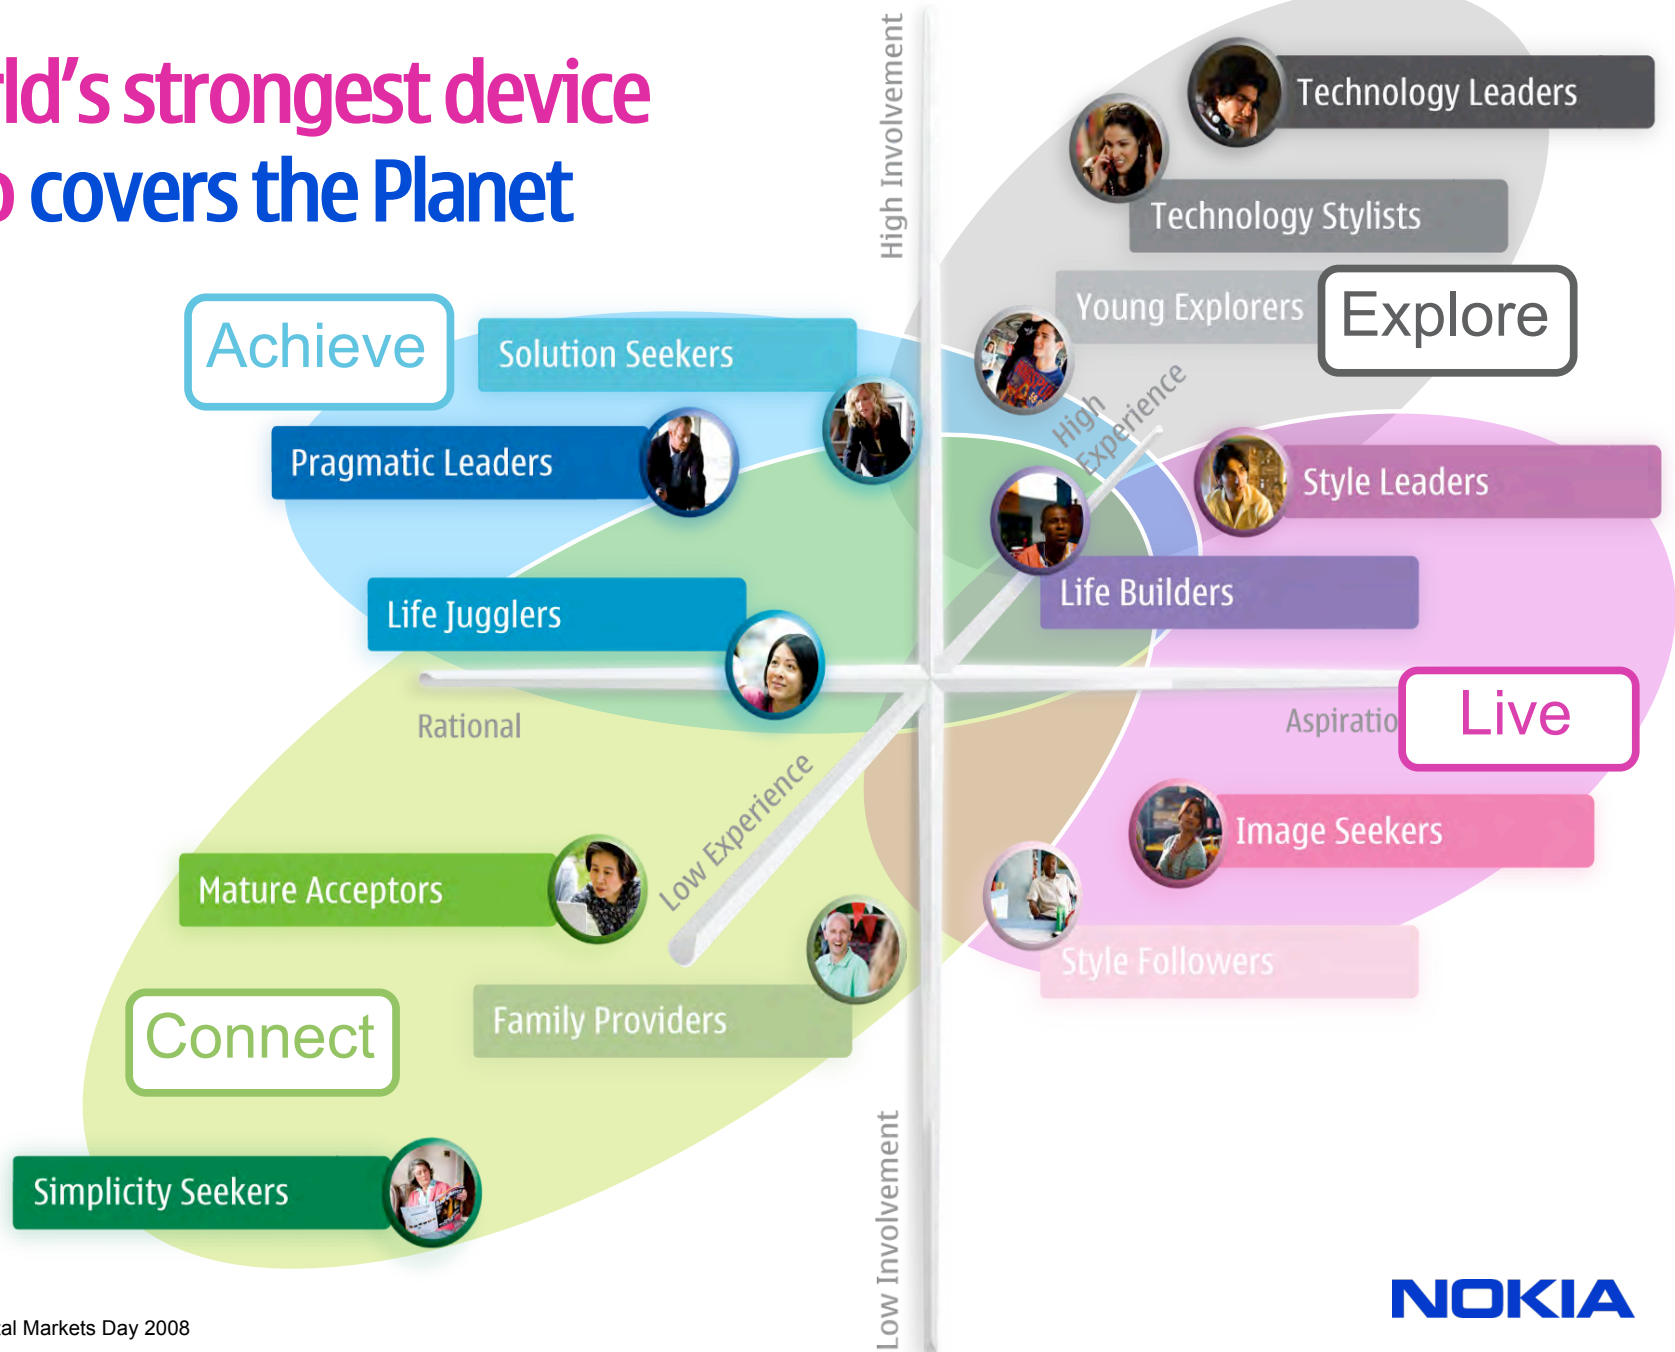 rld's strongest device
o covers the Planet
High Involvement
Technology Leaders
Technology Stylists
Young Explorers
Explore
Achieve
Solution Seekers
High
Experience
Pragmatic Leaders
Style Leaders
Life Jugglers
Life Builders
Rational
Aspiratio
Live
Low Experience
Image Seekers
Mature Acceptors
Style Followers
Family Providers
Connect
Simplicity Seekers
Low Involvement
NOKIA
tal Markets Day 2008